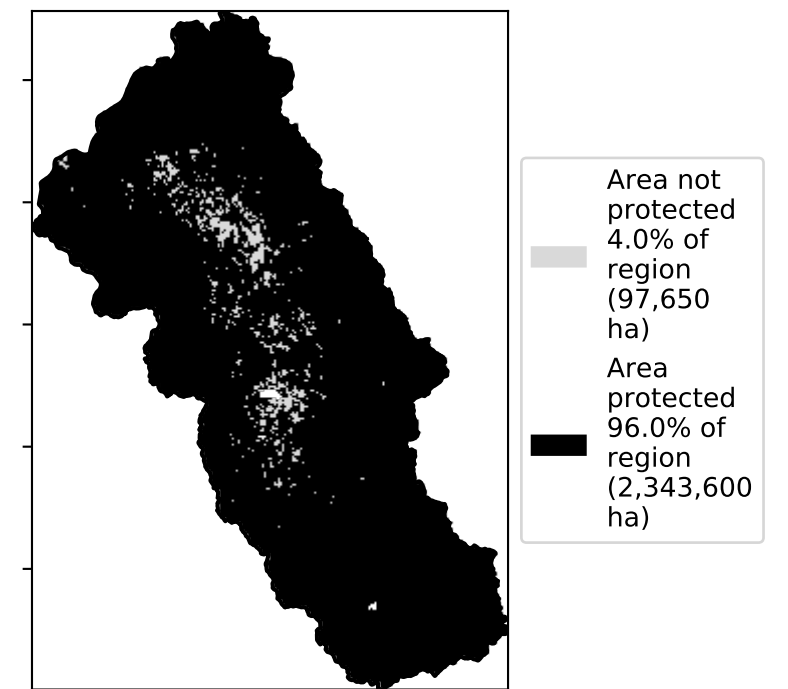 Area not
protected
4.0% of
region
(97,650
ha)
Area
protected
96.0% of
region
(2,343,600
ha)